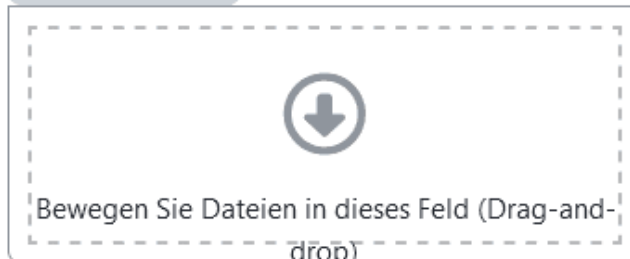 Bewegen Sie Dateien in dieses Feld (Drag-and-
drop)